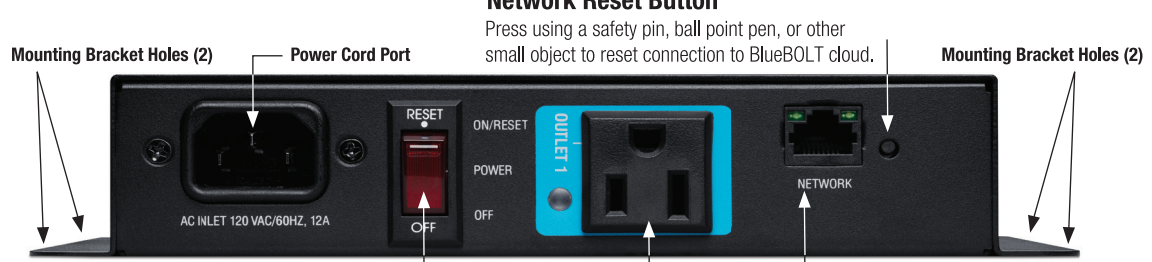 Network Reset Button
Press using a safety pin, ball point pen, or other
small object to reset connection to BlueBOLT cloud.
Mounting Bracket Holes (2)
Power Cord Port
Mounting Bracket Holes (2)
RESET
ON/RESET
POWER
OFF
OFF
OUTLET 1
NETWORK
AC INLET 120 VAC/60HZ, 12A